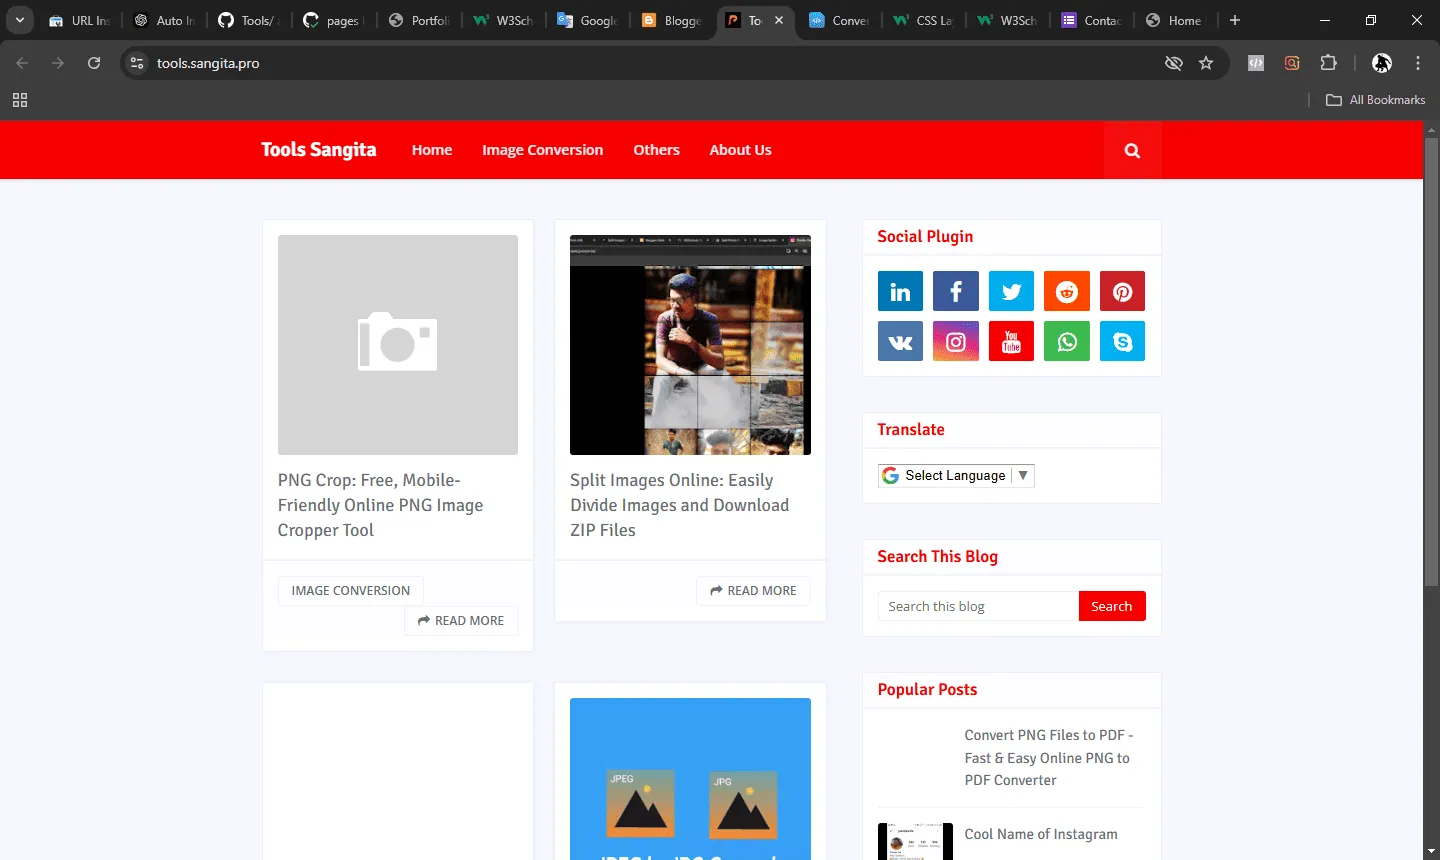 URL Ins
Auto In
Tools/
pages
Portfoli
W3Sch
Google
Blogge
To
Conver
CSS La
W3Sch
Contac
Home
tools.sangita.pro
All Bookmarks
Tools Sangita
Home
Image Conversion
Others
About Us
PNG Crop: Free, Mobile-
Friendly Online PNG Image
Cropper Tool
IMAGE CONVERSION
READ MORE
Split Images Online: Easily
Divide Images and Download
ZIP Files
READ MORE
JPEG
JPG
Social Plugin
in
You
Tube
Translate
Select Language
Search This Blog
Search this blog
Search
Popular Posts
Convert PNG Files to PDF -
Fast & Easy Online PNG to
PDF Converter
Cool Name of Instagram